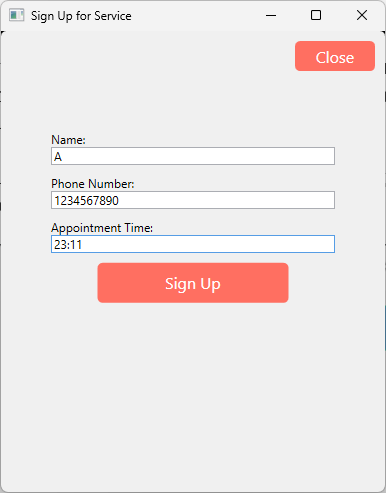 Sign Up for Service
Close
Name:
A
Phone Number:
1234567890
Appointment Time:
23:11
Sign Up